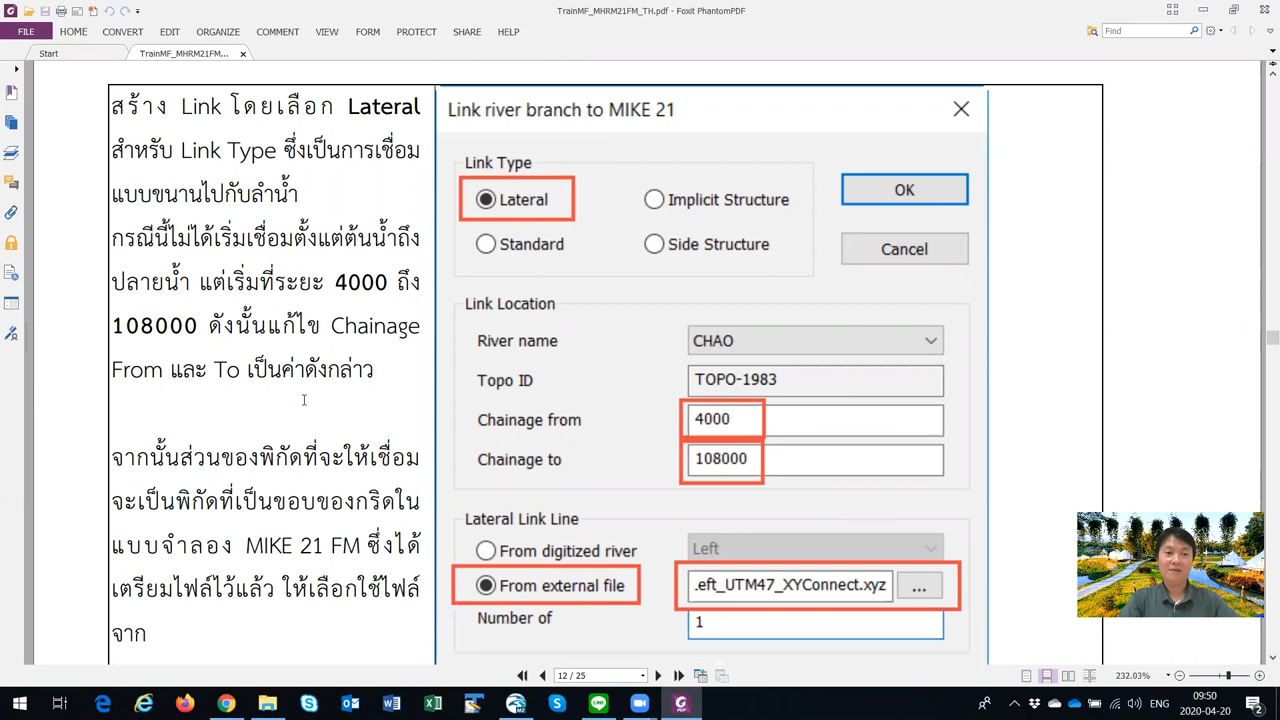 TrainMF_MHRM21FM_TH.pdf - Foxit PhantomPDF
FILE HOME CONVERT EDIT ORGANIZE COMMENT VIEW FORM PROTECT SHARE HELP
Find
Start
TrainMF_MHRM21FM...
สร้าง Link โดยเลือก Lateral
สำหรับ Link Type ซึ่งเป็นการเชื่อม
แบบขนานไปกับลำน้ำ
กรณีนี้ไม่ได้เริ่มเชื่อมตั้งแต่ต้นน้ำถึง
ปลายน้ำ แต่เริ่มที่ระยะ 4000 ถึง
108000 ดังนั้นแก้ไข Chainage
From และ To เป็นค่าดังกล่าว
จากนั้นส่วนของพิกัดที่จะให้เชื่อม
จะเป็นพิกัดที่เป็นขอบของกริดใน
แบบจำลอง MIKE 21 FM ซึ่งได้
เตรียมไฟล์ไว้แล้ว ให้เลือกใช้ไฟล์
จาก
Link river branch to MIKE 21
Link Type
Lateral
Implicit Structure
OK
Standard
Side Structure
Cancel
Link Location
River name CHAO
Topo ID TOPO-1983
Chainage from 4000
Chainage to 108000
Lateral Link Line
From digitized river Left
From external file .eft_UTM47_XYConnect.xyz ...
Number of 1
12 / 25
232.03%
ENG
09:50
2020-04-20
2